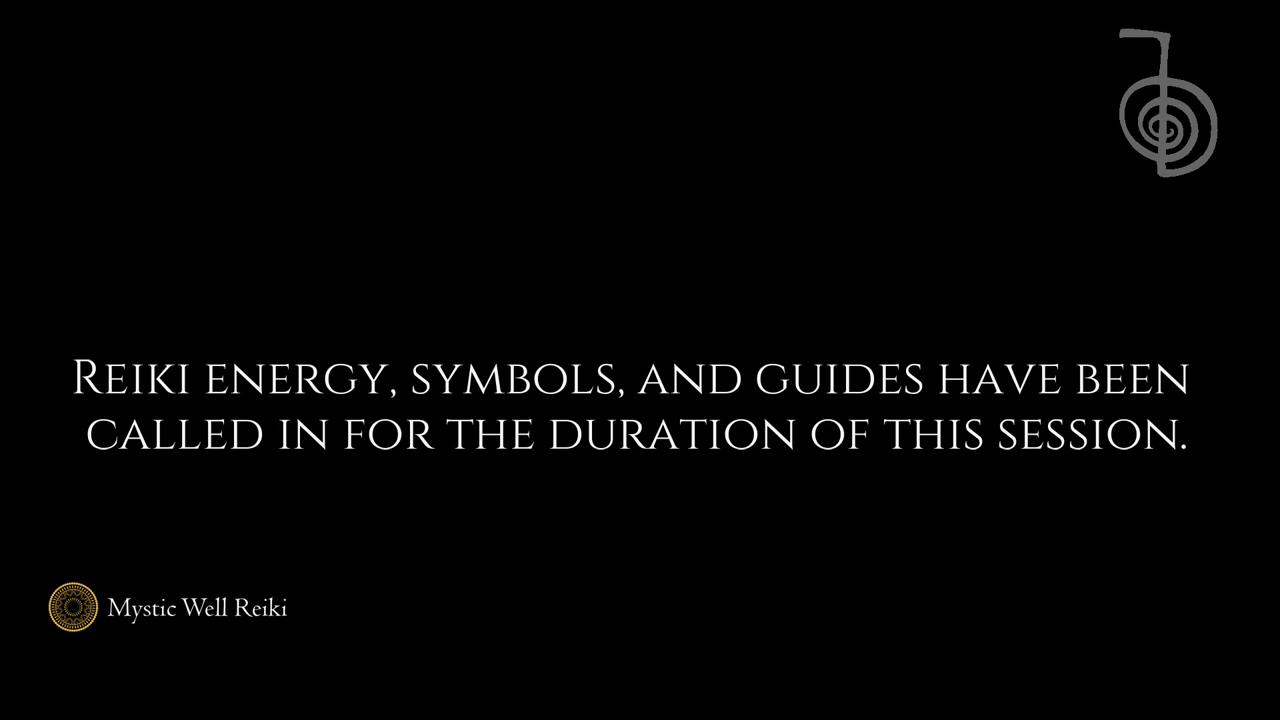 Reiki energy, symbols, and guides have been
called in for the duration of this session.
Mystic Well Reiki